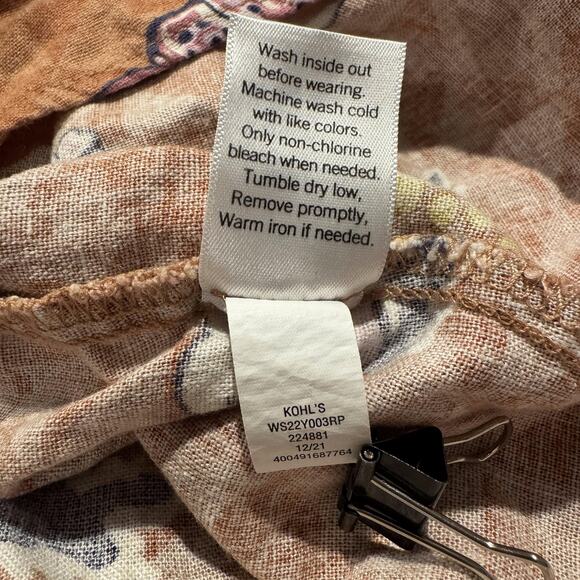 Wash inside out
before wearing.
Machine wash cold
with like colors.
Only non-chlorine
bleach when needed.
Tumble dry low,
Remove promptly,
Warm iron if needed.
KOHL'S
WS22Y003RP
224881
12/21
400491687764